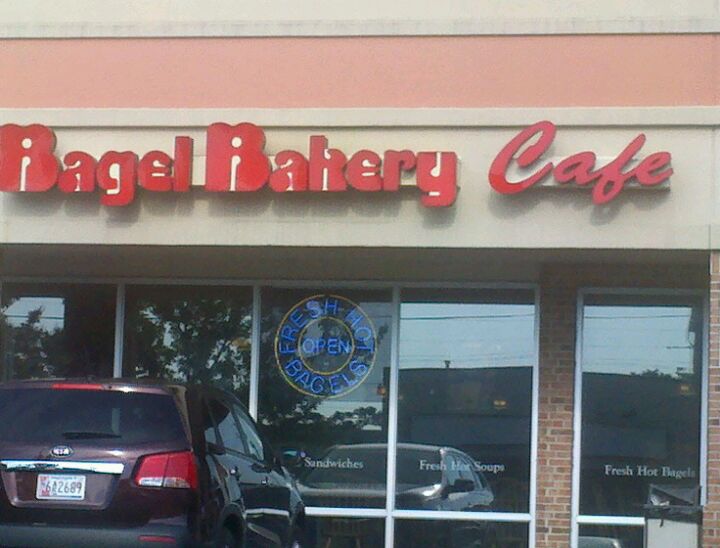 Bagel Bakery Cafe
FRESH HOT
OPEN
BAGELS
Sandwiches
Fresh Hot Soups
Fresh Hot Bagels
KIA